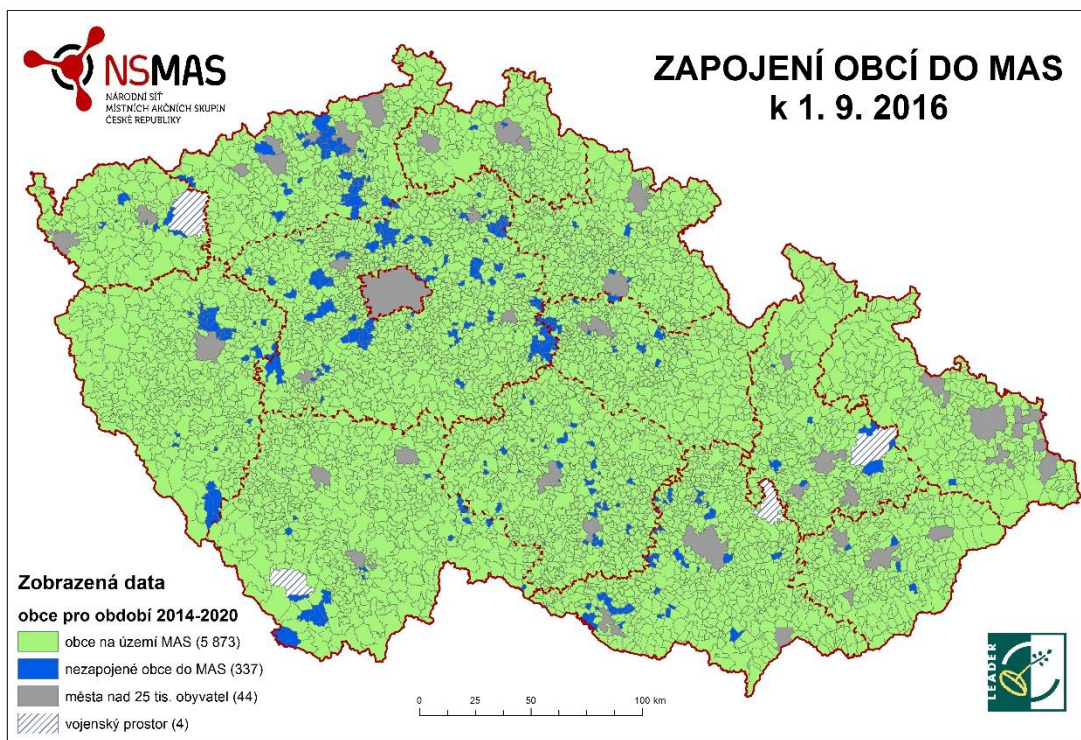 NSMAS
NÁRODNÍ SÍŤ
MÍSTNÍCH AKČNÍCH SKUPIN
ČESKÉ REPUBLIKY
ZAPOJENÍ OBCÍ DO MAS
k 1. 9. 2016
Zobrazená data
obce pro období 2014-2020
obce na území MAS (5 873)
nezapojené obce do MAS (337)
města nad 25 tis. obyvatel (44)
vojenský prostor (4)
0 50 100 km
LEADER